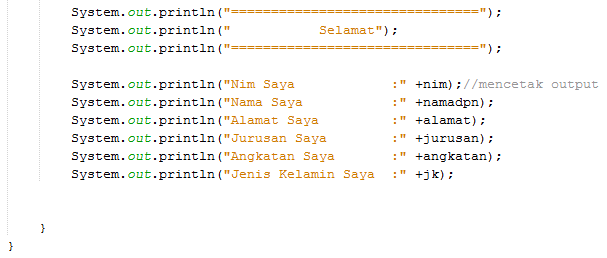 System.out.println("===============================");
System.out.println("           Selamat");
System.out.println("===============================");
System.out.println("Nim Saya            :" +nim);//mencetak output
System.out.println("Nama Saya           :" +namadpn);
System.out.println("Alamat Saya         :" +alamat);
System.out.println("Jurusan Saya        :" +jurusan);
System.out.println("Angkatan Saya       :" +angkatan);
System.out.println("Jenis Kelamin Saya  :" +jk);
}
}